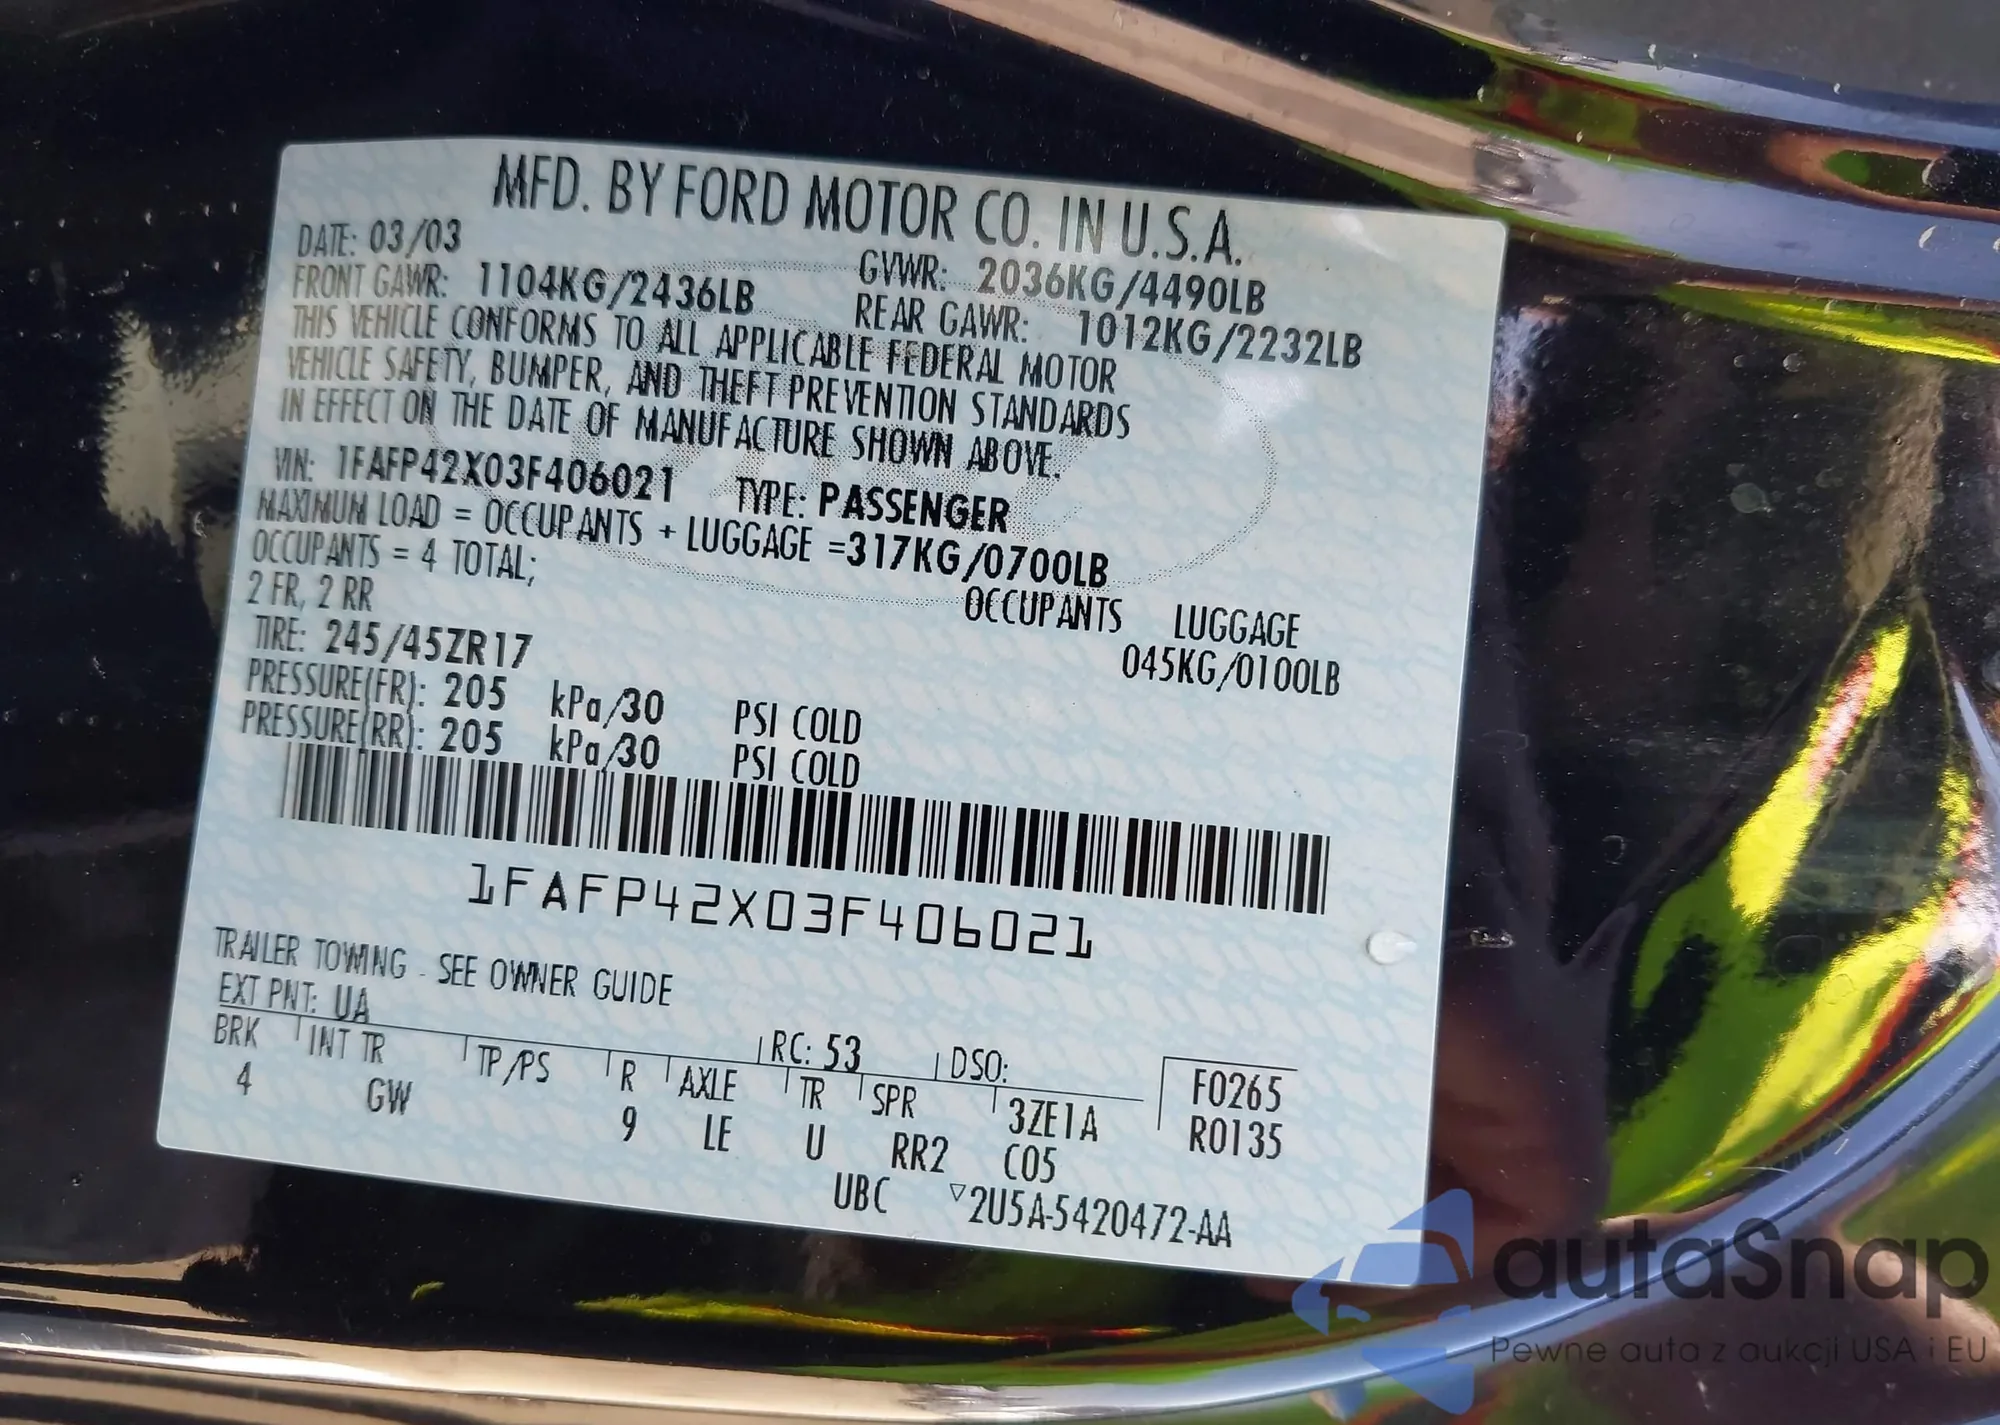 MFD. BY FORD MOTOR CO. IN U.S.A.
DATE: 03/03 GVWR: 2036KG/4490LB
FRONT GAWR: 1104KG/2436LB REAR GAWR: 1012KG/2232LB
THIS VEHICLE CONFORMS TO ALL APPLICABLE FEDERAL MOTOR
VEHICLE SAFETY, BUMPER, AND THEFT PREVENTION STANDARDS
IN EFFECT ON THE DATE OF MANUFACTURE SHOWN ABOVE.
VIN: 1FAFP42X03F406021 TYPE: PASSENGER
MAXIMUM LOAD = OCCUPANTS + LUGGAGE =317KG/0700LB
OCCUPANTS = 4 TOTAL; OCCUPANTS LUGGAGE
2 FR, 2 RR 045KG/0100LB
TIRE: 245/45ZR17
PRESSURE(FR): 205 kPa/30 PSI COLD
PRESSURE(RR): 205 kPa/30 PSI COLD
1FAFP42X03F406021
TRAILER TOWING - SEE OWNER GUIDE
EXT PNT: UA RC: 53 DSO: F0265
BRK INT TR TP/PS R AXLE TR SPR 3ZE1A R0135
4 GW 9 LE U RR2 C05
UBC ▽2U5A-5420472-AA
autaSnap
Pewne auta z aukcji USA i EU